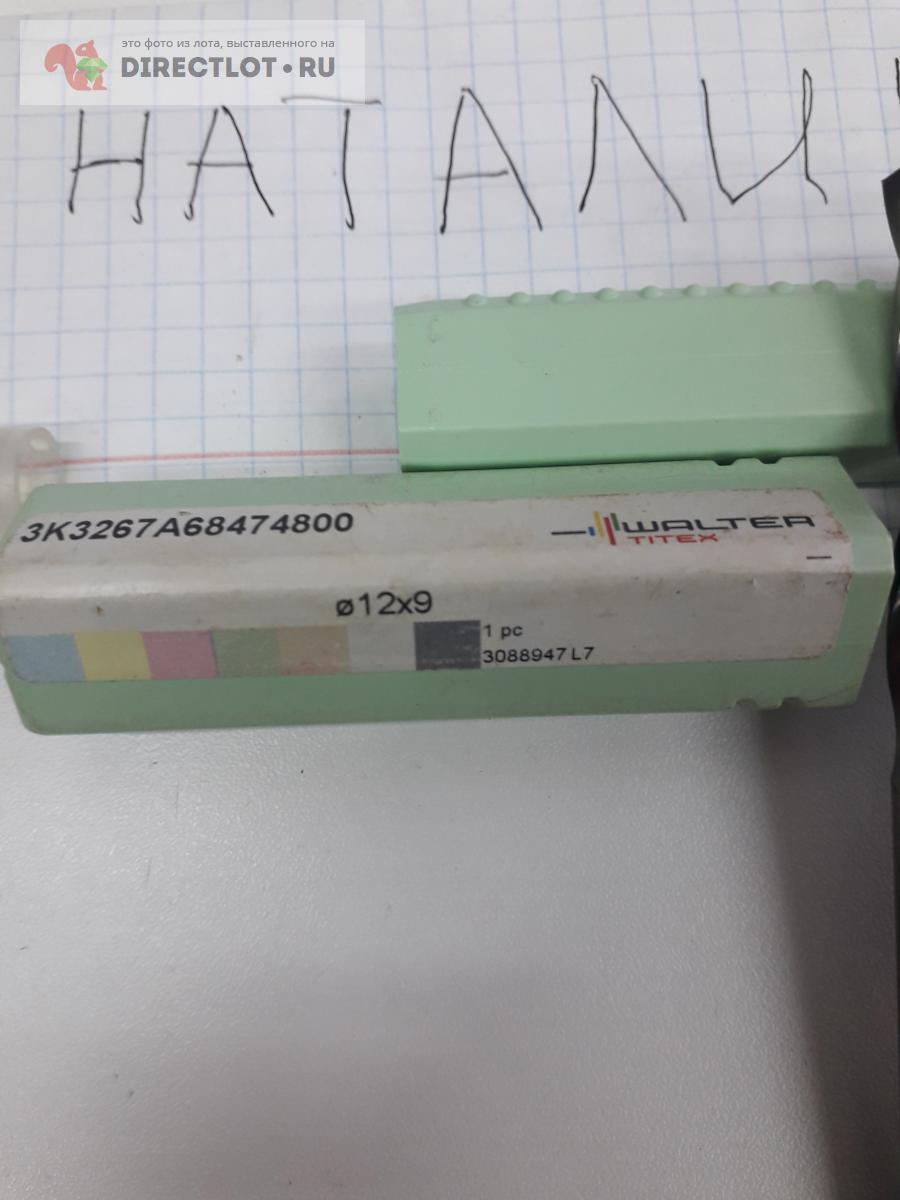 это фото из лота, выставленного на
DIRECTLOT•RU
НАТАЛИ
3K3267A68474800
WALTER
TITEX
ø12x9
1 pc
3088947 L7